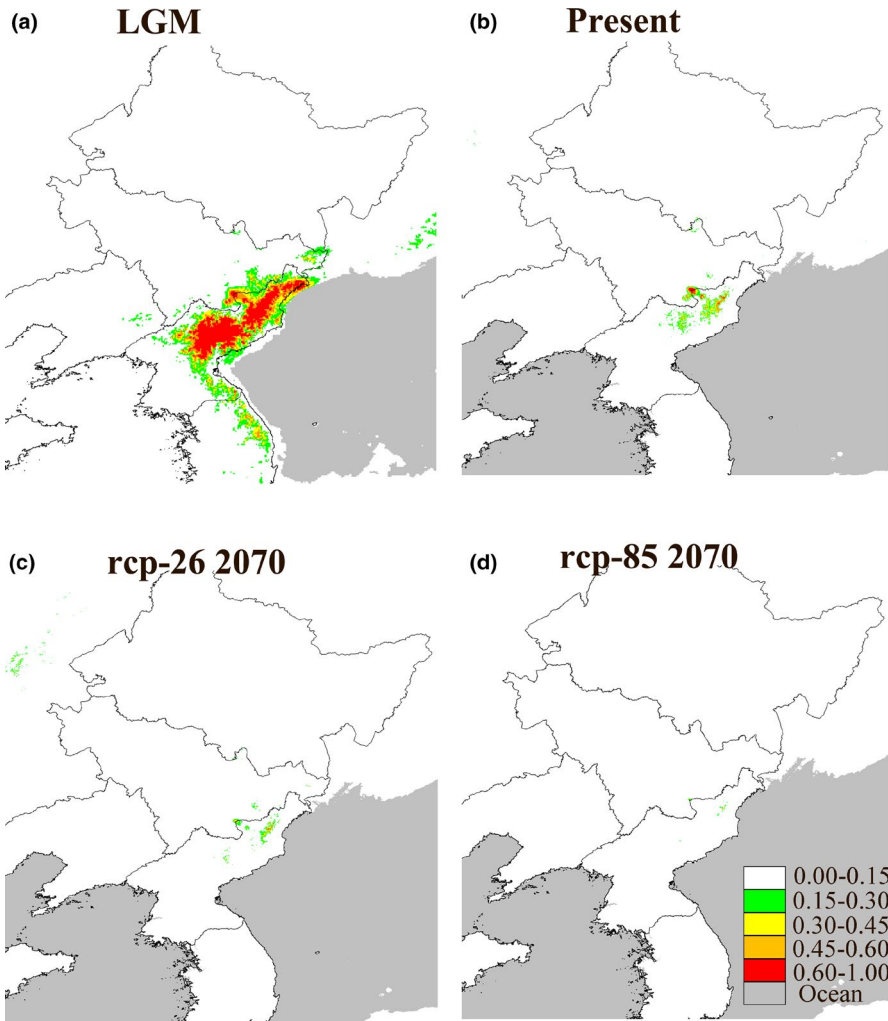 (a) LGM
(b) Present
(c) rcp-26 2070
(d) rcp-85 2070
0.00-0.15
0.15-0.30
0.30-0.45
0.45-0.60
0.60-1.00
Ocean